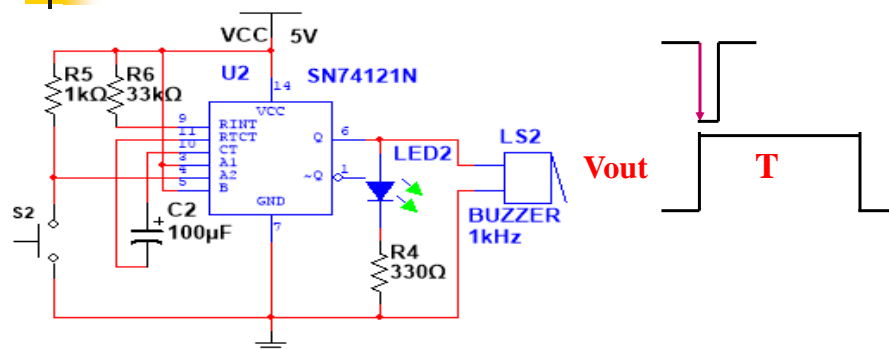 VCC 5V
R5 R6 U2 14 SN74121N
1kΩ 33kΩ
VCC
9 RINT
11 RTCT Q 6
10 CT
3 A1
4 A2 ~Q 1
5 B
GND
7
LED2
LS2
BUZZER
1kHz
S2
C2
+
100µF
R4
330Ω
Vout
T